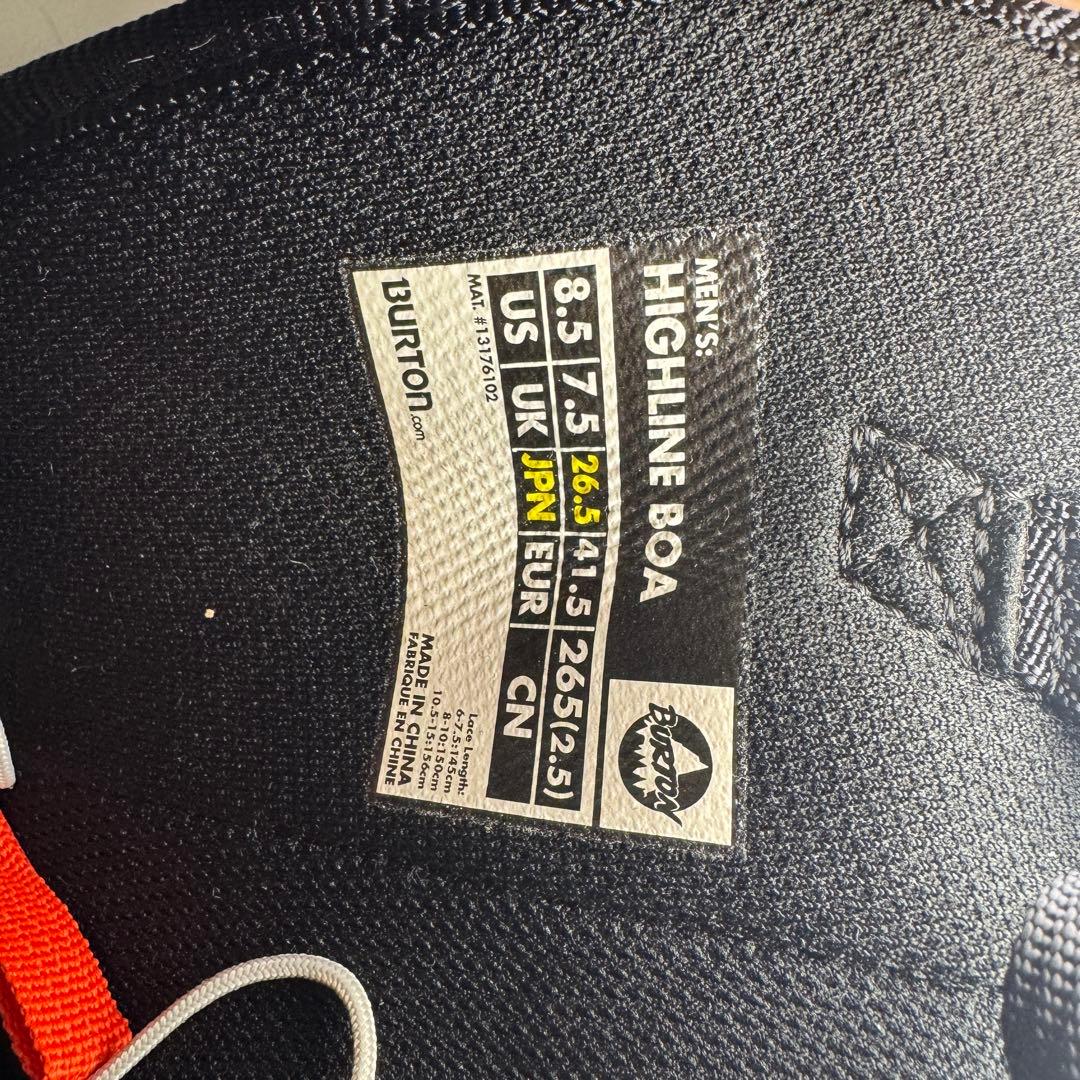 MEN'S:
HIGHLINE BOA
BURTON
8.5 7.5 26.5 41.5 265(2.5)
US UK JPN EUR CN
MAT. #13176102
Lace Length:
6-7.5:145cm
8-10:150cm
10.5-15:156cm
BURTON.com
MADE IN CHINA
FABRIQUE EN CHINE